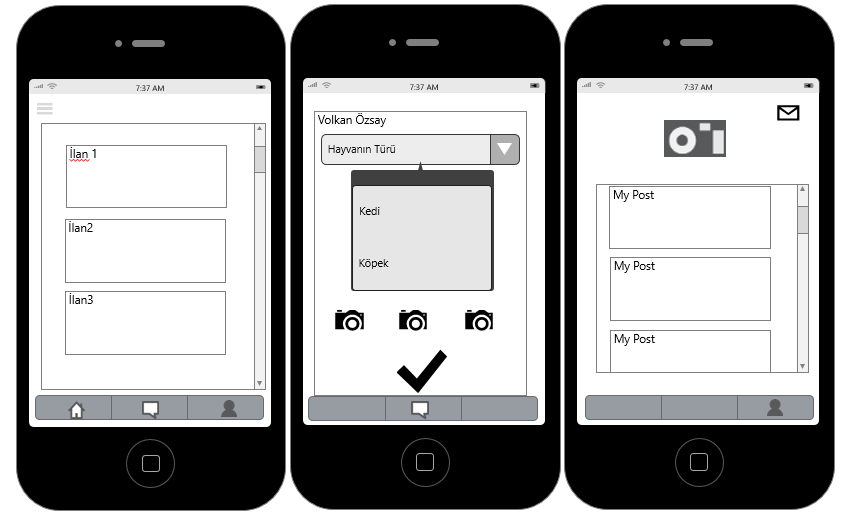 7:37 AM
İlan 1
İlan2
İlan3
7:37 AM
Volkan Özsay
Hayvanın Türü
Kedi
Köpek
7:37 AM
My Post
My Post
My Post